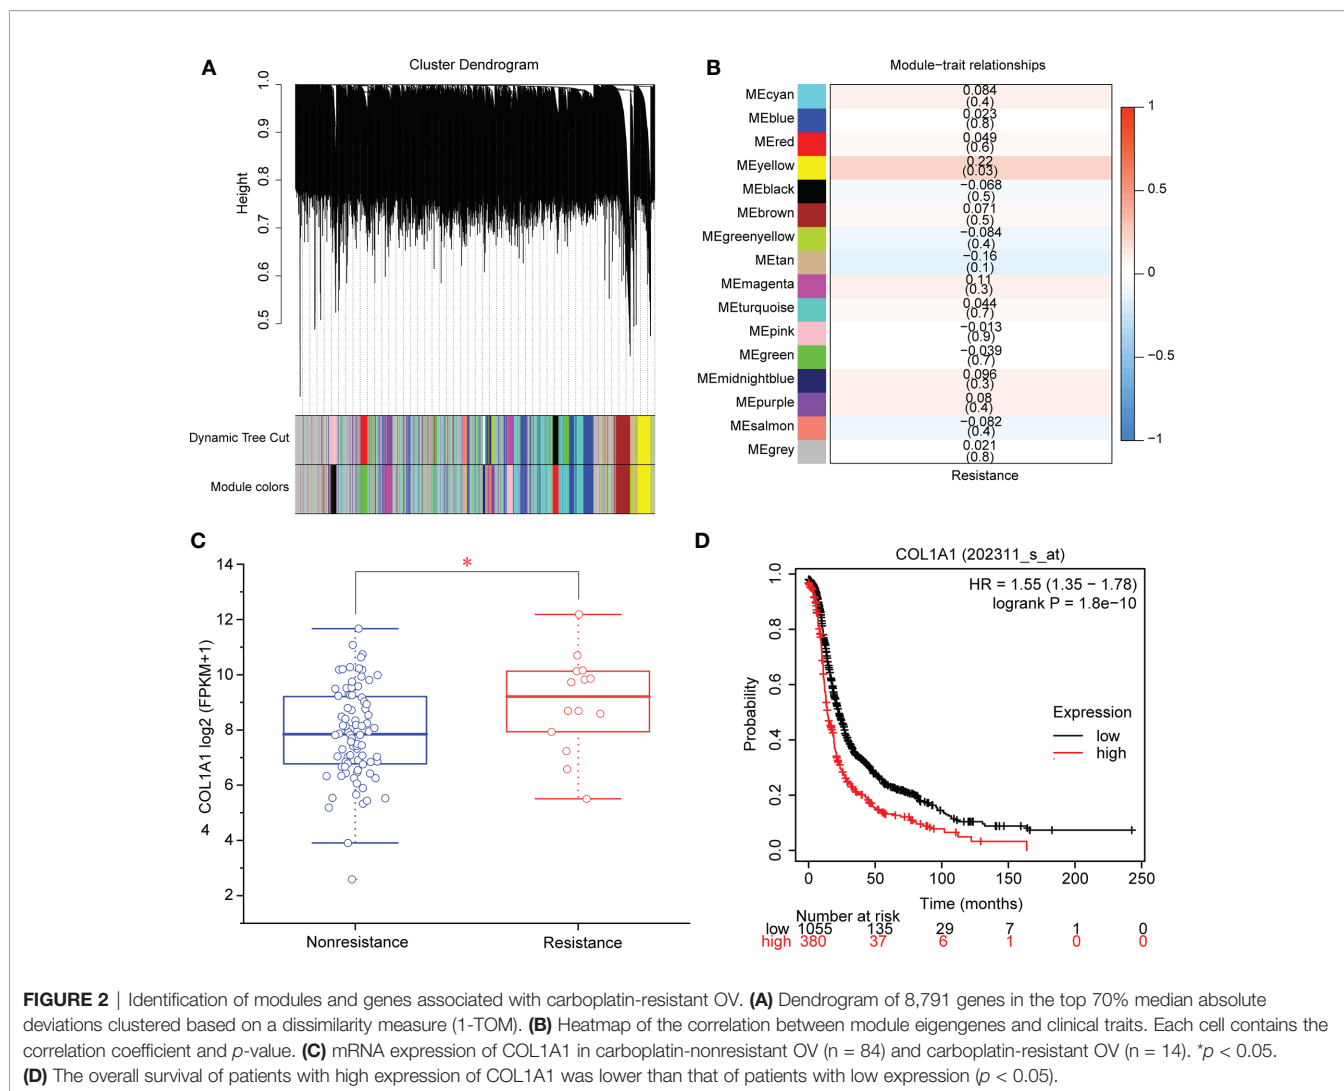 A
Cluster Dendrogram
Height
1.0
0.9
0.8
0.7
0.6
0.5
Dynamic Tree Cut
Module colors
B
Module−trait relationships
MEcyan
0.084
(0.4)
MEblue
0.023
(0.8)
MEred
0.049
(0.6)
MEyellow
0.22
(0.03)
MEblack
−0.068
(0.5)
MEbrown
0.071
(0.5)
MEgreenyellow
−0.084
(0.4)
MEtan
−0.16
(0.1)
MEmagenta
0.11
(0.3)
MEturquoise
0.044
(0.7)
MEpink
−0.013
(0.9)
MEgreen
−0.039
(0.7)
MEmidnightblue
0.096
(0.3)
MEpurple
0.08
(0.4)
MEsalmon
−0.082
(0.4)
MEgrey
0.021
(0.8)
Resistance
1
0.5
0
−0.5
−1
C
COL1A1 log2 (FPKM+1)
14
12
10
8
6
4
4
2
*
Nonresistance
Resistance
D
COL1A1 (202311_s_at)
HR = 1.55 (1.35 − 1.78)
logrank P = 1.8e−10
Probability
1.0
0.8
0.6
0.4
0.2
0.0
Expression
low
high
0 50 100 150 200 250
Time (months)
Number at risk
low 1055 135 29 7 1 0
high 380 37 6 1 0 0
FIGURE 2 | Identification of modules and genes associated with carboplatin-resistant OV. (A) Dendrogram of 8,791 genes in the top 70% median absolute
deviations clustered based on a dissimilarity measure (1-TOM). (B) Heatmap of the correlation between module eigengenes and clinical traits. Each cell contains the
correlation coefficient and p-value. (C) mRNA expression of COL1A1 in carboplatin-nonresistant OV (n = 84) and carboplatin-resistant OV (n = 14). *p < 0.05.
(D) The overall survival of patients with high expression of COL1A1 was lower than that of patients with low expression (p < 0.05).